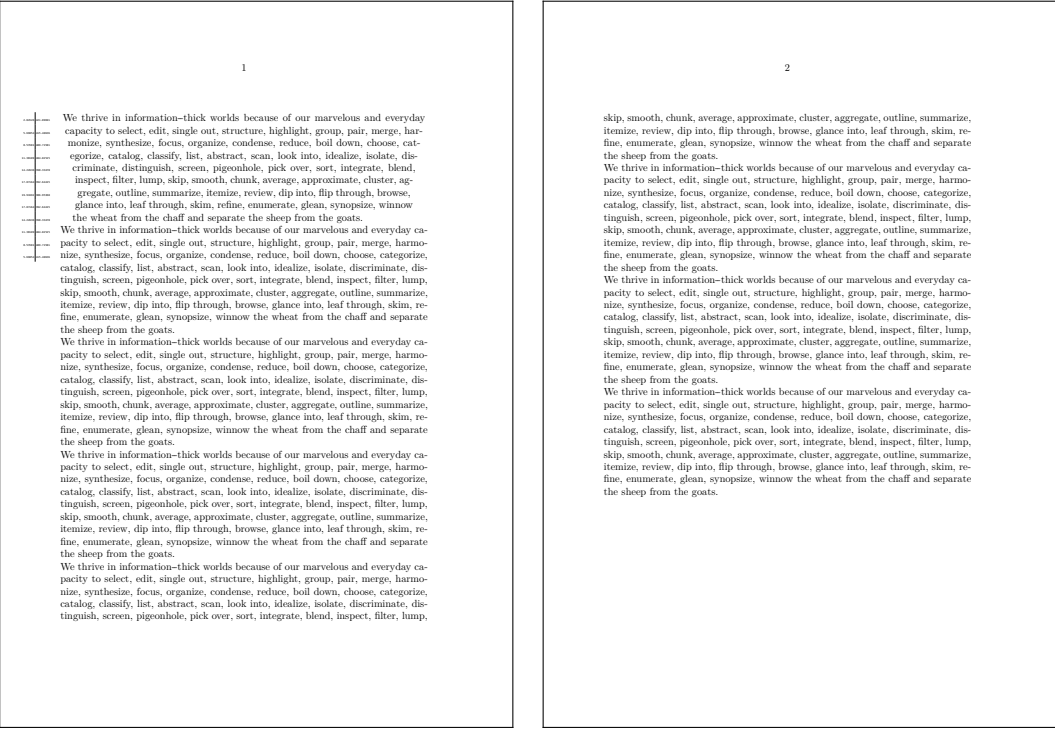 1
We thrive in information–thick worlds because of our marvelous and everyday
capacity to select, edit, single out, structure, highlight, group, pair, merge, har-
monize, synthesize, focus, organize, condense, reduce, boil down, choose, cat-
egorize, catalog, classify, list, abstract, scan, look into, idealize, isolate, dis-
criminate, distinguish, screen, pigeonhole, pick over, sort, integrate, blend,
inspect, filter, lump, skip, smooth, chunk, average, approximate, cluster, ag-
gregate, outline, summarize, itemize, review, dip into, flip through, browse,
glance into, leaf through, skim, refine, enumerate, glean, synopsize, winnow
the wheat from the chaff and separate the sheep from the goats.
We thrive in information–thick worlds because of our marvelous and everyday ca-
pacity to select, edit, single out, structure, highlight, group, pair, merge, harmo-
nize, synthesize, focus, organize, condense, reduce, boil down, choose, categorize,
catalog, classify, list, abstract, scan, look into, idealize, isolate, discriminate, dis-
tinguish, screen, pigeonhole, pick over, sort, integrate, blend, inspect, filter, lump,
skip, smooth, chunk, average, approximate, cluster, aggregate, outline, summarize,
itemize, review, dip into, flip through, browse, glance into, leaf through, skim, re-
fine, enumerate, glean, synopsize, winnow the wheat from the chaff and separate
the sheep from the goats.
We thrive in information–thick worlds because of our marvelous and everyday ca-
pacity to select, edit, single out, structure, highlight, group, pair, merge, harmo-
nize, synthesize, focus, organize, condense, reduce, boil down, choose, categorize,
catalog, classify, list, abstract, scan, look into, idealize, isolate, discriminate, dis-
tinguish, screen, pigeonhole, pick over, sort, integrate, blend, inspect, filter, lump,
skip, smooth, chunk, average, approximate, cluster, aggregate, outline, summarize,
itemize, review, dip into, flip through, browse, glance into, leaf through, skim, re-
fine, enumerate, glean, synopsize, winnow the wheat from the chaff and separate
the sheep from the goats.
We thrive in information–thick worlds because of our marvelous and everyday ca-
pacity to select, edit, single out, structure, highlight, group, pair, merge, harmo-
nize, synthesize, focus, organize, condense, reduce, boil down, choose, categorize,
catalog, classify, list, abstract, scan, look into, idealize, isolate, discriminate, dis-
tinguish, screen, pigeonhole, pick over, sort, integrate, blend, inspect, filter, lump,
skip, smooth, chunk, average, approximate, cluster, aggregate, outline, summarize,
itemize, review, dip into, flip through, browse, glance into, leaf through, skim, re-
fine, enumerate, glean, synopsize, winnow the wheat from the chaff and separate
the sheep from the goats.
We thrive in information–thick worlds because of our marvelous and everyday ca-
pacity to select, edit, single out, structure, highlight, group, pair, merge, harmo-
nize, synthesize, focus, organize, condense, reduce, boil down, choose, categorize,
catalog, classify, list, abstract, scan, look into, idealize, isolate, discriminate, dis-
tinguish, screen, pigeonhole, pick over, sort, integrate, blend, inspect, filter, lump,
2
skip, smooth, chunk, average, approximate, cluster, aggregate, outline, summarize,
itemize, review, dip into, flip through, browse, glance into, leaf through, skim, re-
fine, enumerate, glean, synopsize, winnow the wheat from the chaff and separate
the sheep from the goats.
We thrive in information–thick worlds because of our marvelous and everyday ca-
pacity to select, edit, single out, structure, highlight, group, pair, merge, harmo-
nize, synthesize, focus, organize, condense, reduce, boil down, choose, categorize,
catalog, classify, list, abstract, scan, look into, idealize, isolate, discriminate, dis-
tinguish, screen, pigeonhole, pick over, sort, integrate, blend, inspect, filter, lump,
skip, smooth, chunk, average, approximate, cluster, aggregate, outline, summarize,
itemize, review, dip into, flip through, browse, glance into, leaf through, skim, re-
fine, enumerate, glean, synopsize, winnow the wheat from the chaff and separate
the sheep from the goats.
We thrive in information–thick worlds because of our marvelous and everyday ca-
pacity to select, edit, single out, structure, highlight, group, pair, merge, harmo-
nize, synthesize, focus, organize, condense, reduce, boil down, choose, categorize,
catalog, classify, list, abstract, scan, look into, idealize, isolate, discriminate, dis-
tinguish, screen, pigeonhole, pick over, sort, integrate, blend, inspect, filter, lump,
skip, smooth, chunk, average, approximate, cluster, aggregate, outline, summarize,
itemize, review, dip into, flip through, browse, glance into, leaf through, skim, re-
fine, enumerate, glean, synopsize, winnow the wheat from the chaff and separate
the sheep from the goats.
We thrive in information–thick worlds because of our marvelous and everyday ca-
pacity to select, edit, single out, structure, highlight, group, pair, merge, harmo-
nize, synthesize, focus, organize, condense, reduce, boil down, choose, categorize,
catalog, classify, list, abstract, scan, look into, idealize, isolate, discriminate, dis-
tinguish, screen, pigeonhole, pick over, sort, integrate, blend, inspect, filter, lump,
skip, smooth, chunk, average, approximate, cluster, aggregate, outline, summarize,
itemize, review, dip into, flip through, browse, glance into, leaf through, skim, re-
fine, enumerate, glean, synopsize, winnow the wheat from the chaff and separate
the sheep from the goats.